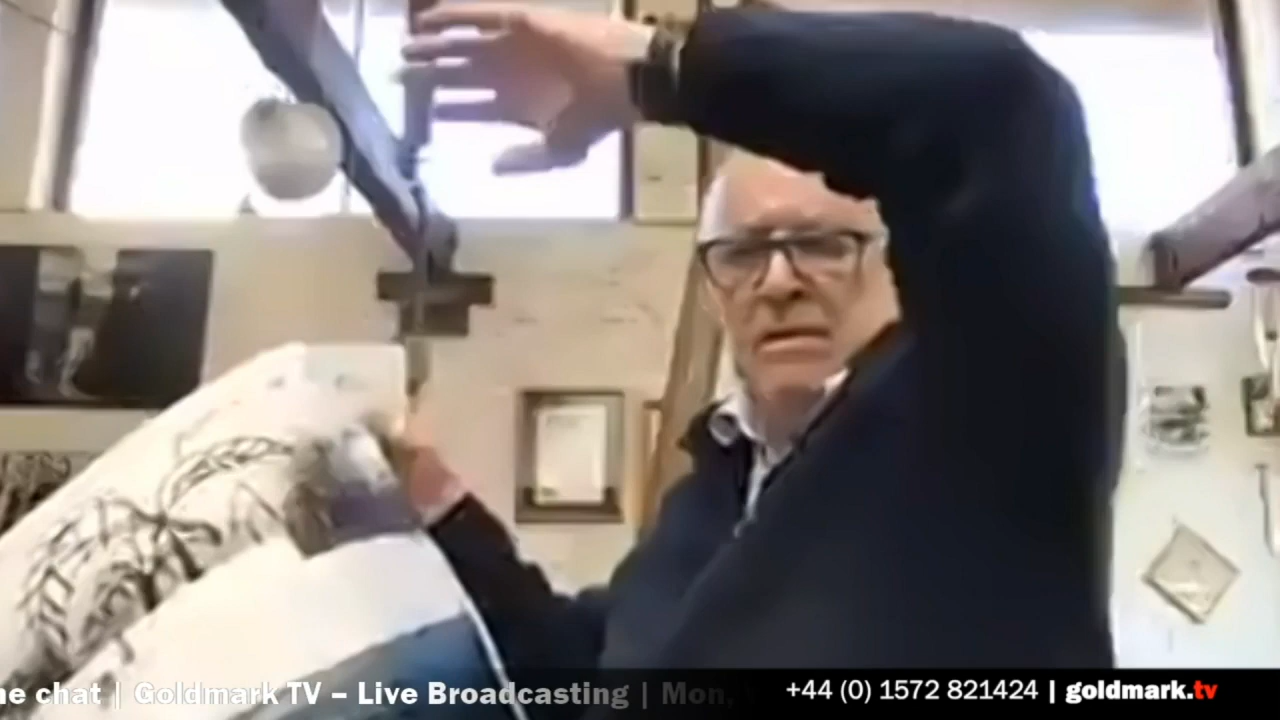 he chat | Goldmark TV – Live Broadcasting | Mon,
+44 (0) 1572 821424 | goldmark.tv